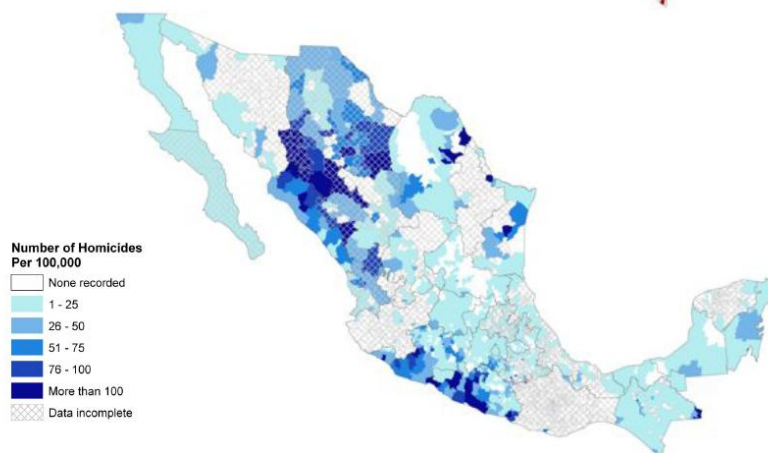 Number of Homicides
Per 100,000
None recorded
1 - 25
26 - 50
51 - 75
76 - 100
More than 100
Data incomplete